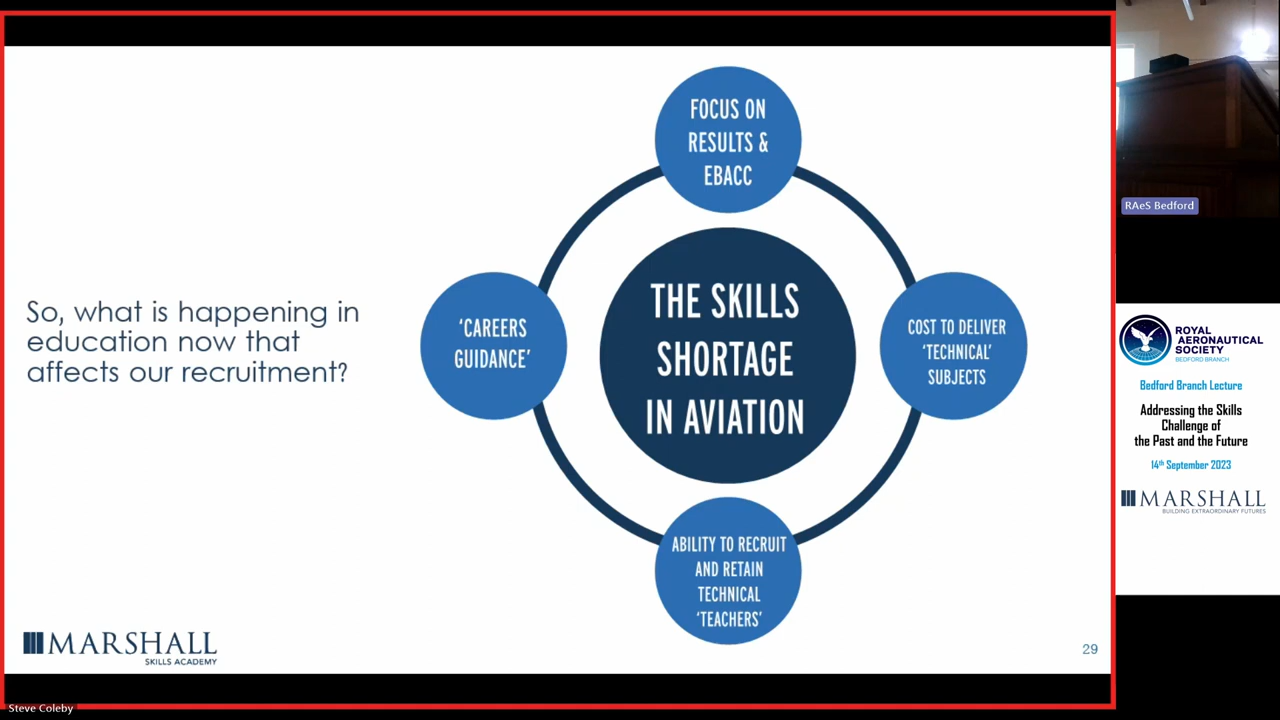 So, what is happening in
education now that
affects our recruitment?
FOCUS ON
RESULTS &
EBACC
THE SKILLS
SHORTAGE
IN AVIATION
'CAREERS
GUIDANCE'
COST TO DELIVER
'TECHNICAL'
SUBJECTS
ABILITY TO RECRUIT
AND RETAIN
TECHNICAL
'TEACHERS'
MARSHALL
SKILLS ACADEMY
29
Steve Coleby
RAeS Bedford
ROYAL
AERONAUTICAL
SOCIETY
BEDFORD BRANCH
Bedford Branch Lecture
Addressing the Skills
Challenge of
the Past and the Future
14th September 2023
MARSHALL
BUILDING EXTRAORDINARY FUTURES